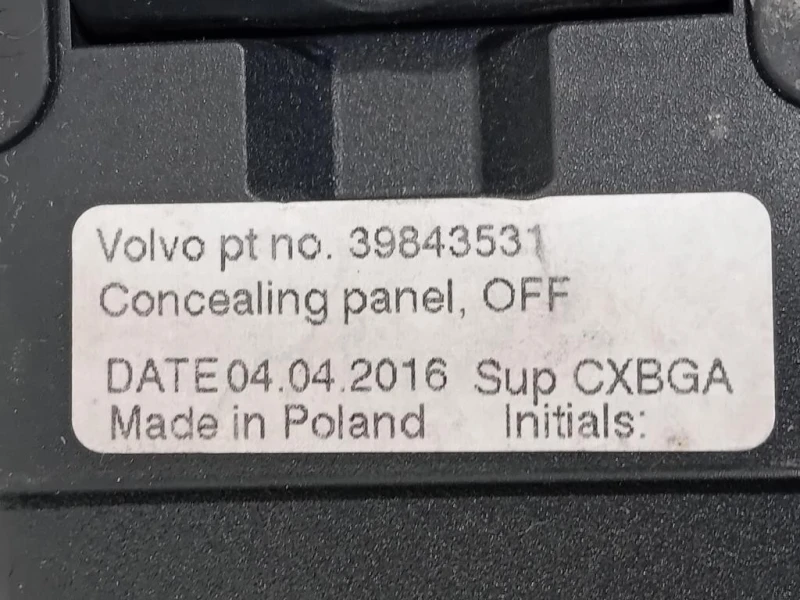 Volvo pt no. 39843531
Concealing panel, OFF
DATE 04.04.2016 Sup CXBGA
Made in Poland Initials: